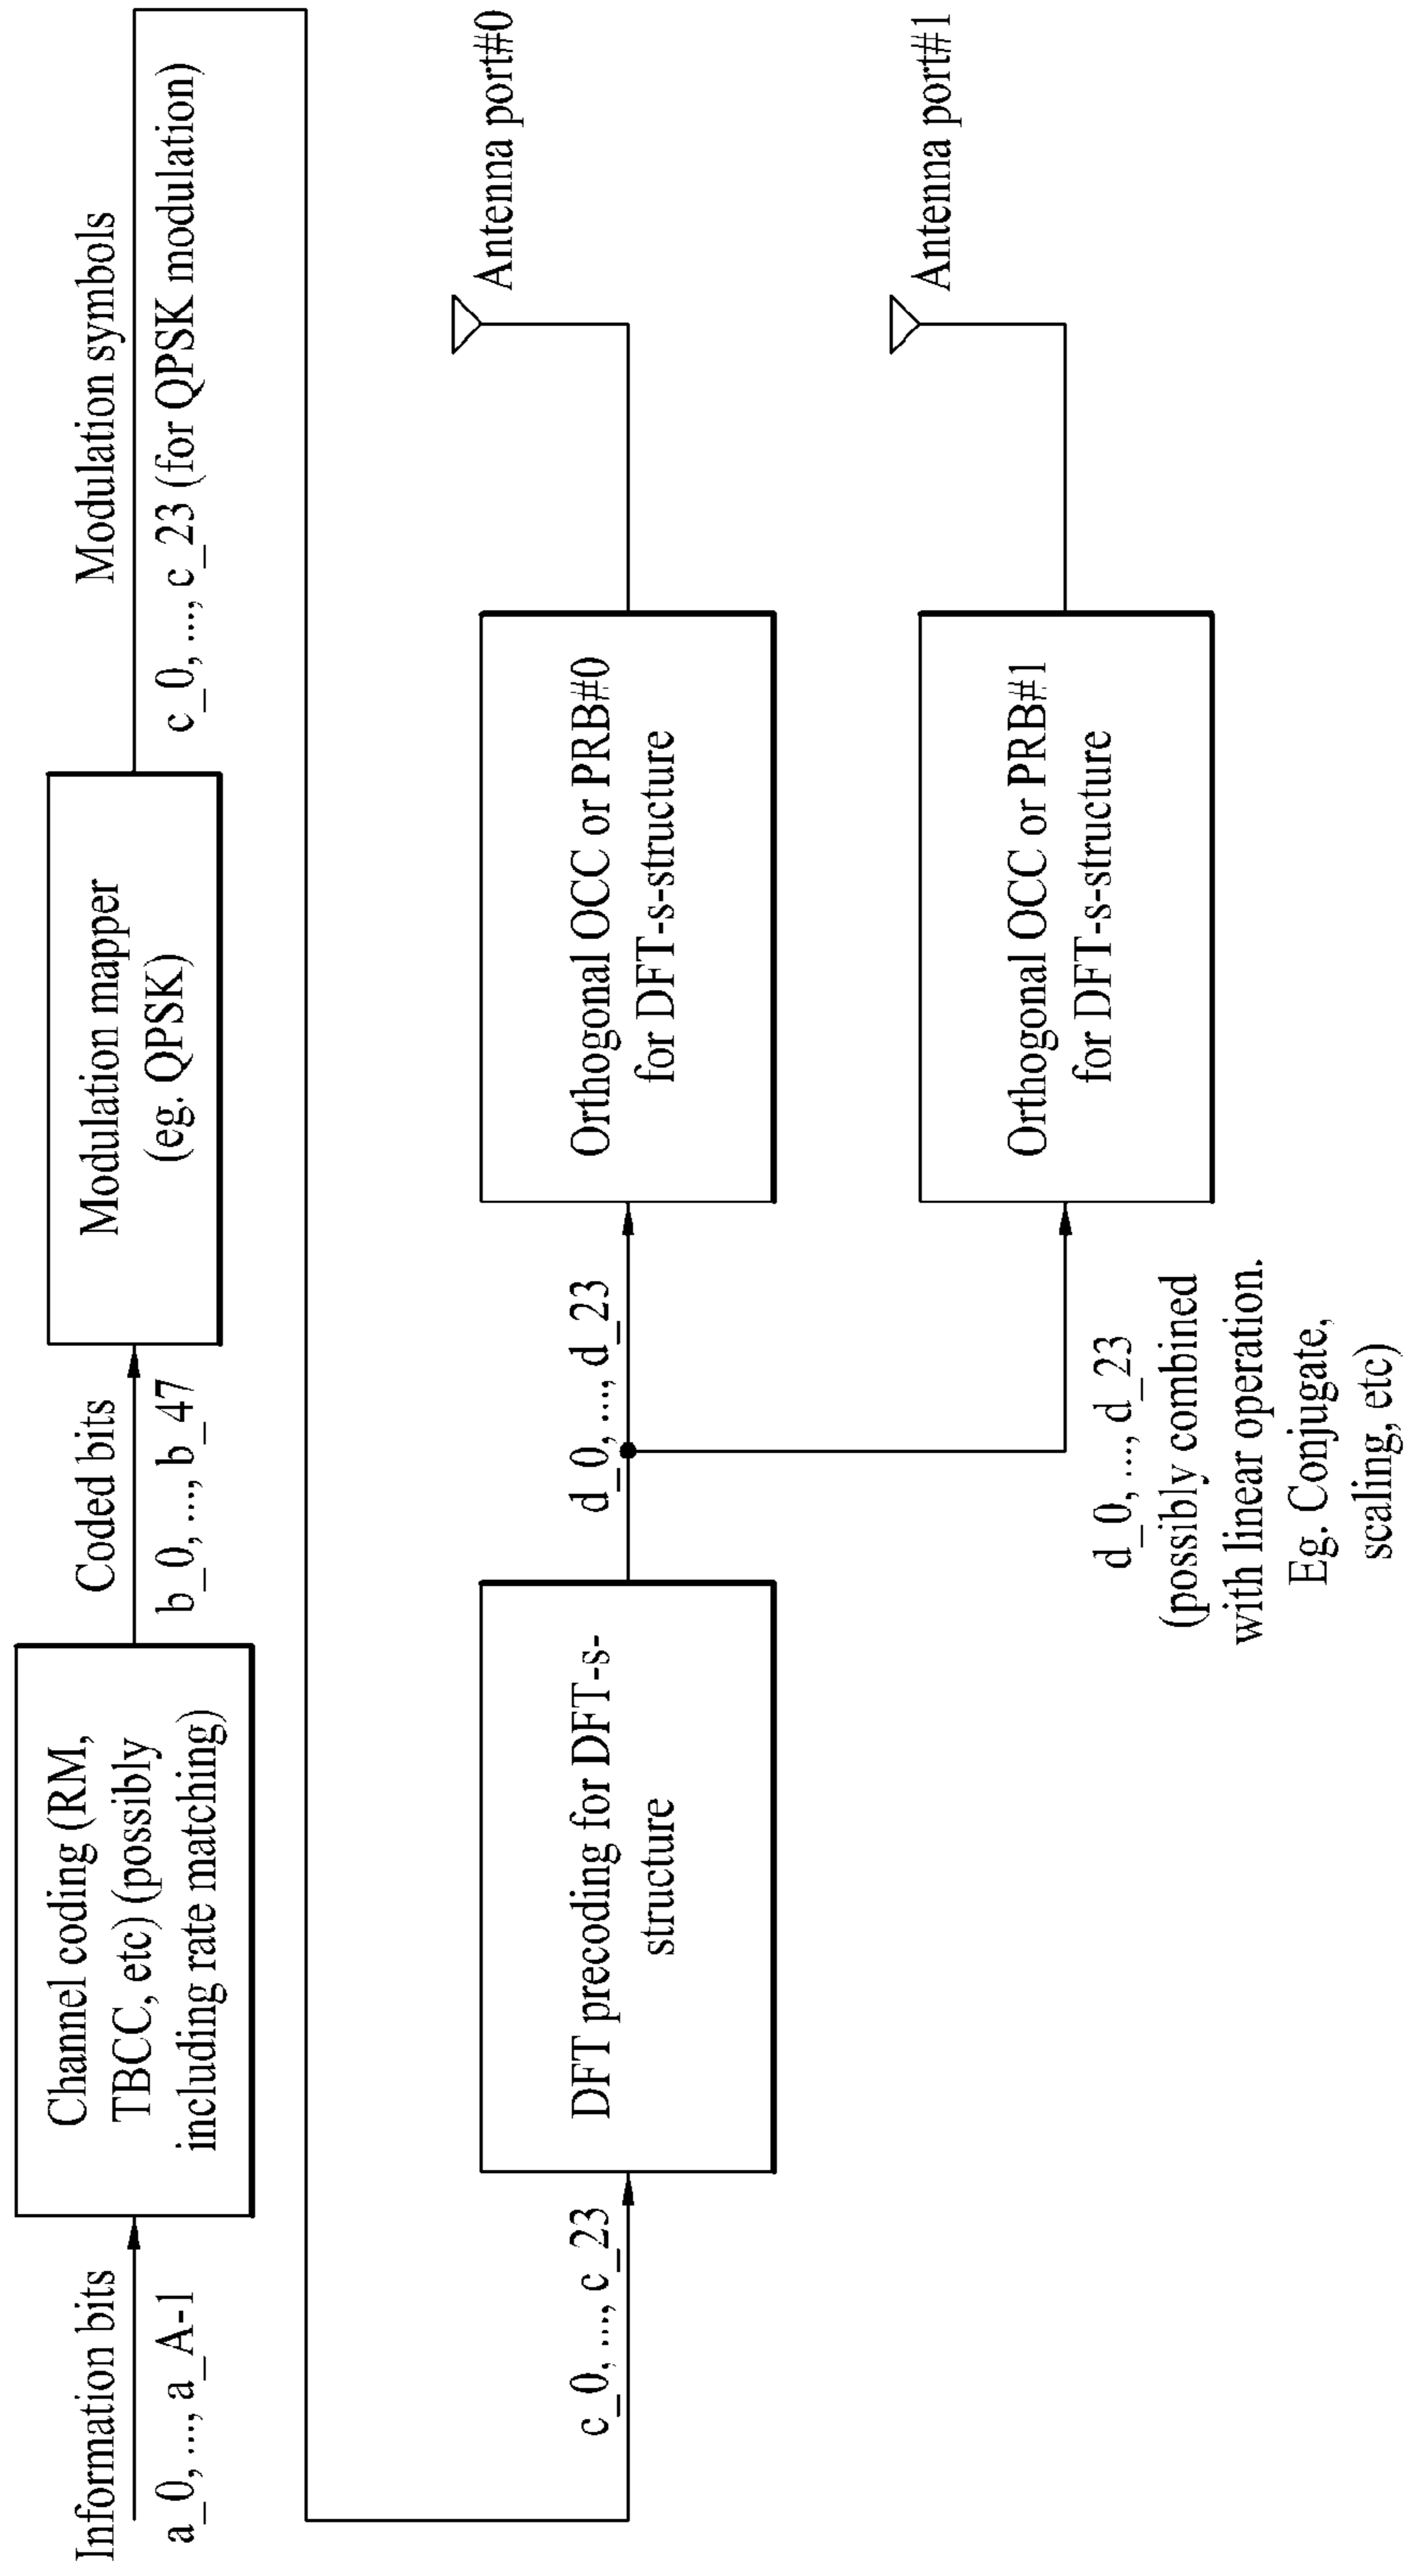 Information bits
a_0, ..., a_A-1
Channel coding (RM,
TBCC, etc) (possibly
including rate matching)
Coded bits
b_0, ..., b_47
Modulation mapper
(eg. QPSK)
Modulation symbols
c_0, ..., c_23 (for QPSK modulation)
c_0, ..., c_23
DFT precoding for DFT-s-
structure
d_0, ..., d_23
Orthogonal OCC or PRB#0
for DFT-s-structure
Antenna port#0
d_0, ..., d_23
(possibly combined
with linear operation.
Eg. Conjugate,
scaling, etc)
Orthogonal OCC or PRB#1
for DFT-s-structure
Antenna port#1